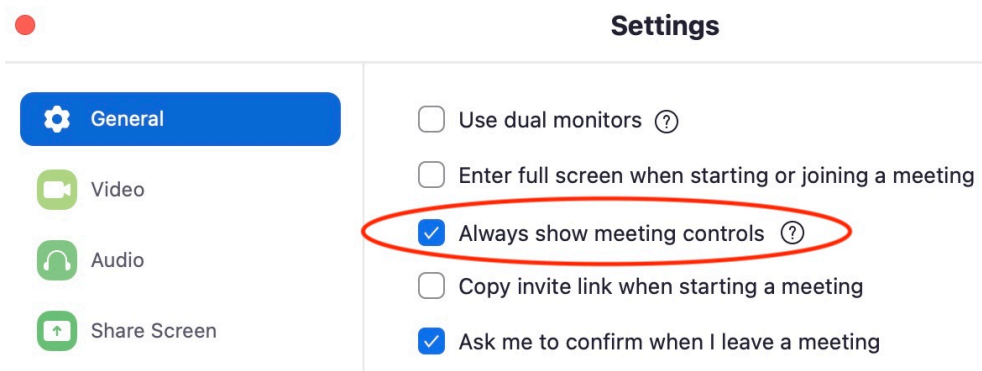 Settings
General
Video
Audio
Share Screen
Use dual monitors ?
Enter full screen when starting or joining a meeting
Always show meeting controls ?
Copy invite link when starting a meeting
Ask me to confirm when I leave a meeting